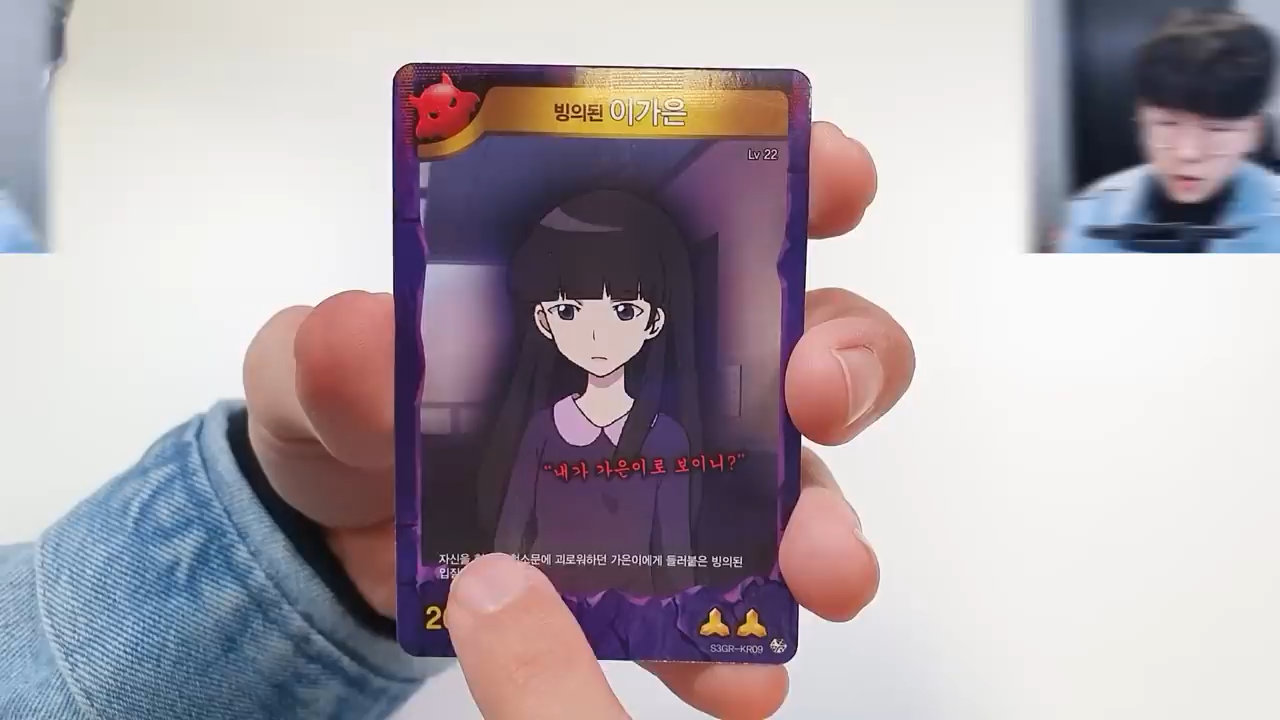 빙의된 이가은
Lv 22
"내가 가은이로 보이니?"
자신을 헛소문에 괴로워하던 가은이에게 들러붙은 빙의된
S3GR-KR09